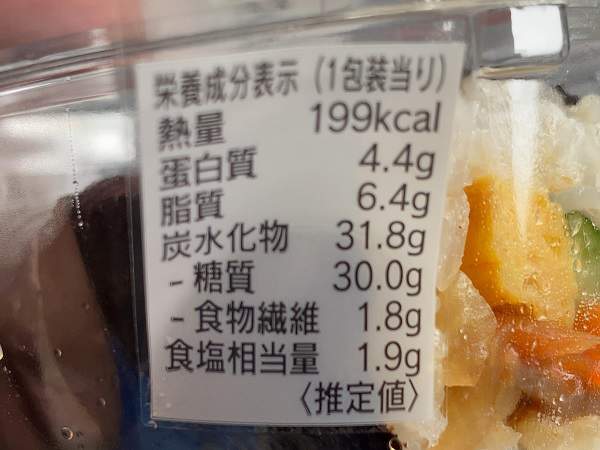 栄養成分表示（1包装当り）
熱量 199kcal
蛋白質 4.4g
脂質 6.4g
炭水化物 31.8g
-糖質 30.0g
-食物繊維 1.8g
食塩相当量 1.9g
〈推定値〉